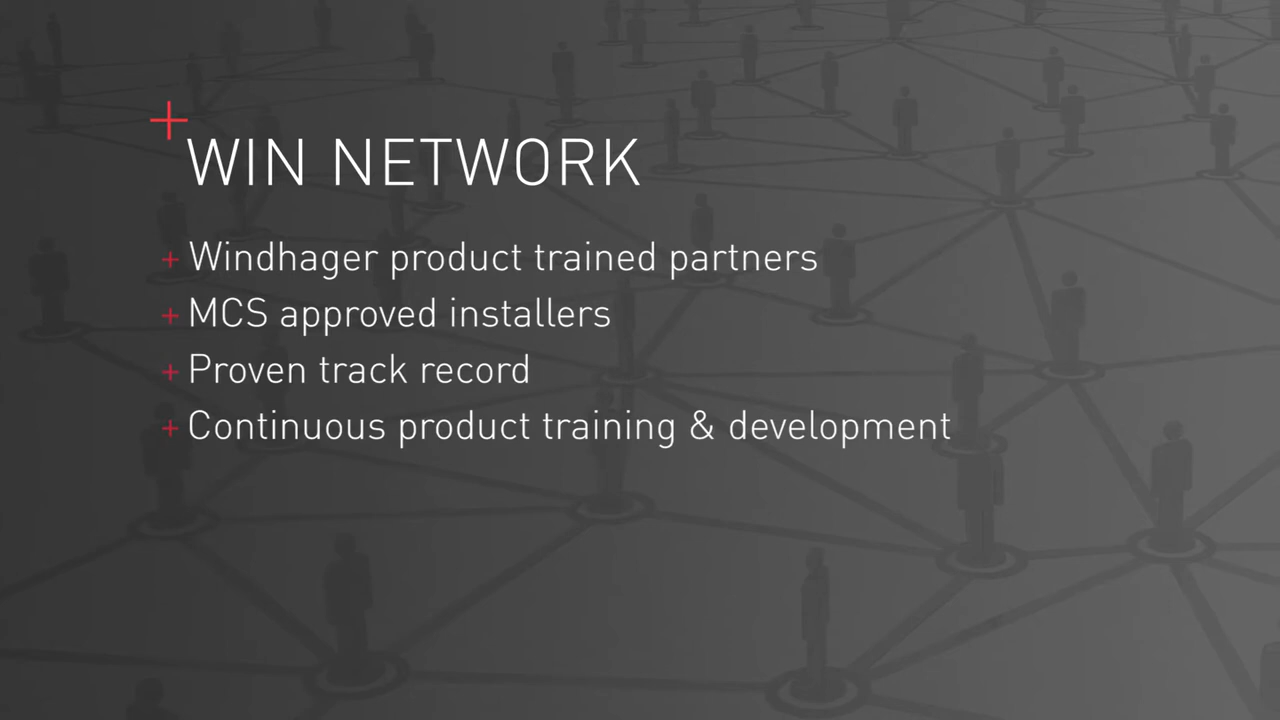 WIN NETWORK
+ Windhager product trained partners
+ MCS approved installers
+ Proven track record
+ Continuous product training & development